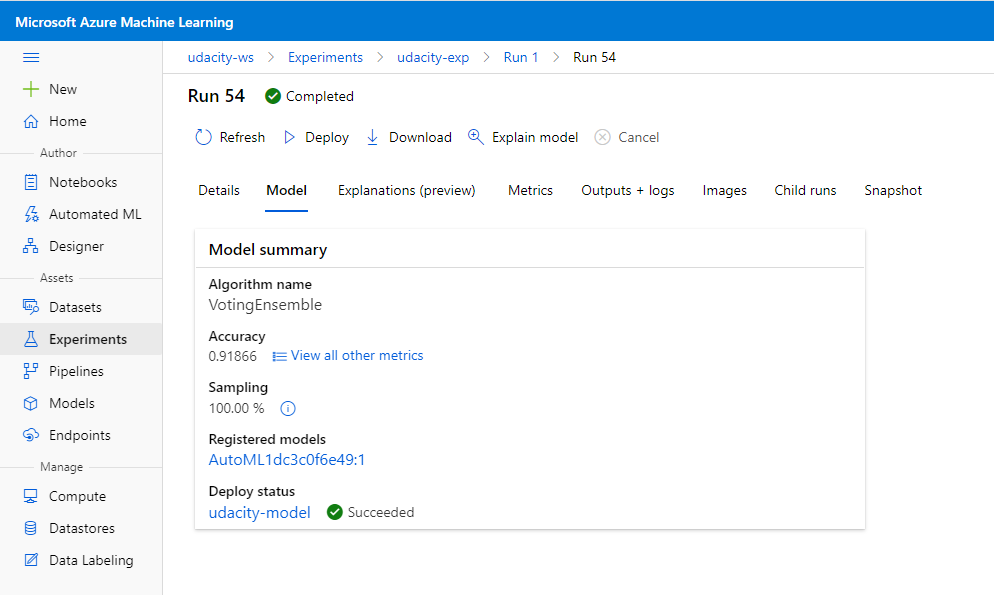 Microsoft Azure Machine Learning
udacity-ws > Experiments > udacity-exp > Run 1 > Run 54
New
Home
Author
Notebooks
Automated ML
Designer
Assets
Datasets
Experiments
Pipelines
Models
Endpoints
Manage
Compute
Datastores
Data Labeling
Run 54 Completed
Refresh Deploy Download Explain model Cancel
Details Model Explanations (preview) Metrics Outputs + logs Images Child runs Snapshot
Model summary
Algorithm name
VotingEnsemble
Accuracy
0.91866 View all other metrics
Sampling
100.00 %
Registered models
AutoML1dc3c0f6e49:1
Deploy status
udacity-model Succeeded